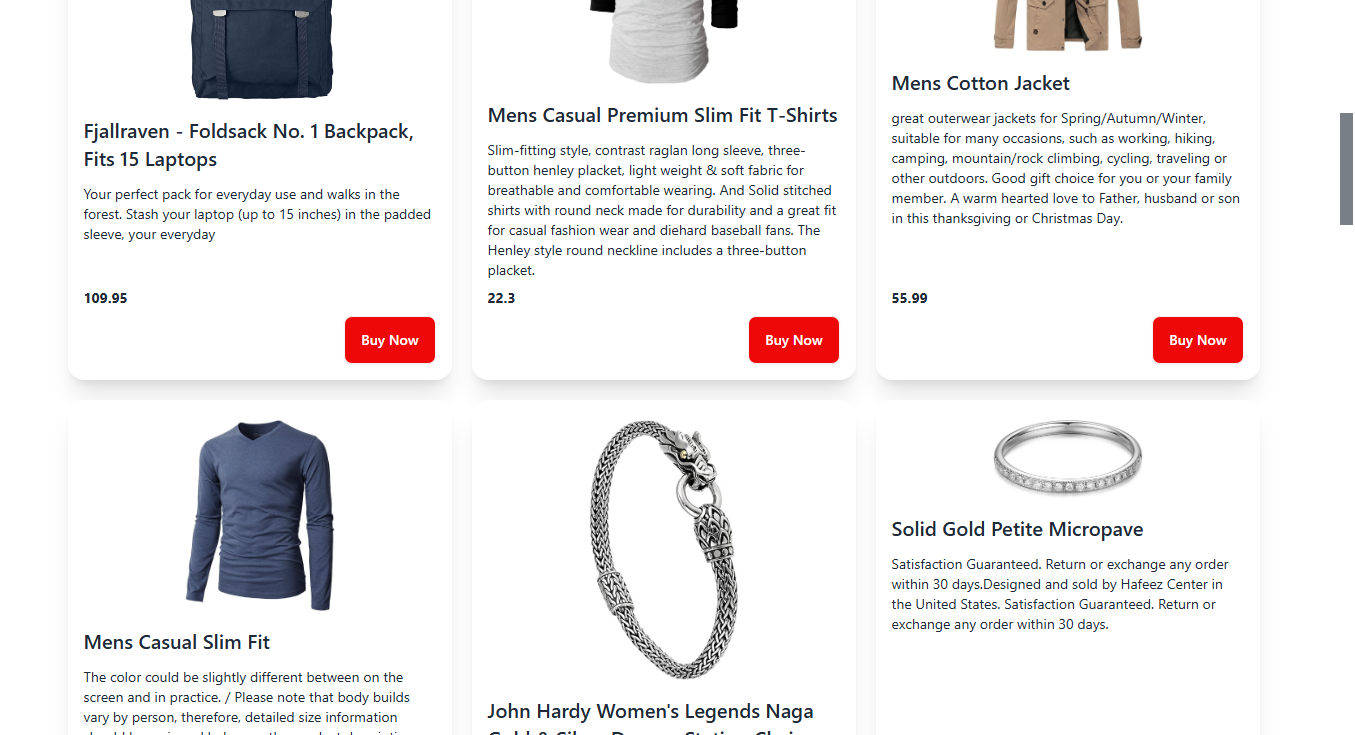 Fjallraven - Foldsack No. 1 Backpack,
Fits 15 Laptops
Your perfect pack for everyday use and walks in the
forest. Stash your laptop (up to 15 inches) in the padded
sleeve, your everyday
109.95
Buy Now
Mens Casual Premium Slim Fit T-Shirts
Slim-fitting style, contrast raglan long sleeve, three-
button henley placket, light weight & soft fabric for
breathable and comfortable wearing. And Solid stitched
shirts with round neck made for durability and a great fit
for casual fashion wear and diehard baseball fans. The
Henley style round neckline includes a three-button
placket.
22.3
Buy Now
Mens Cotton Jacket
great outerwear jackets for Spring/Autumn/Winter,
suitable for many occasions, such as working, hiking,
camping, mountain/rock climbing, cycling, traveling or
other outdoors. Good gift choice for you or your family
member. A warm hearted love to Father, husband or son
in this thanksgiving or Christmas Day.
55.99
Buy Now
Mens Casual Slim Fit
The color could be slightly different between on the
screen and in practice. / Please note that body builds
vary by person, therefore, detailed size information
John Hardy Women's Legends Naga
Solid Gold Petite Micropave
Satisfaction Guaranteed. Return or exchange any order
within 30 days.Designed and sold by Hafeez Center in
the United States. Satisfaction Guaranteed. Return or
exchange any order within 30 days.